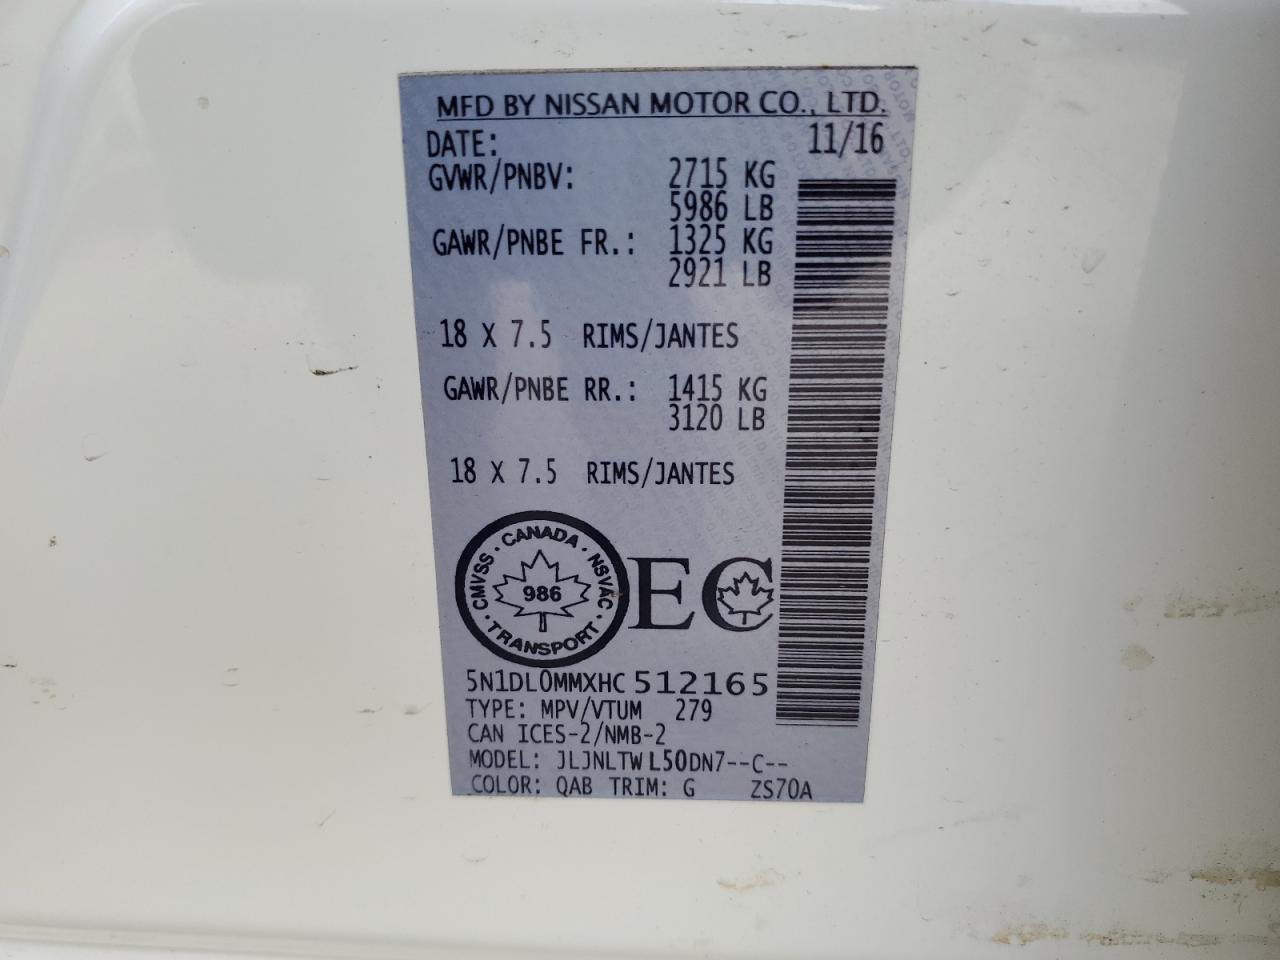 MFD BY NISSAN MOTOR CO., LTD.
DATE: 11/16
GVWR/PNBV: 2715 KG
5986 LB
GAWR/PNBE FR.: 1325 KG
2921 LB
18 X 7.5 RIMS/JANTES
GAWR/PNBE RR.: 1415 KG
3120 LB
18 X 7.5 RIMS/JANTES
CMVSS · CANADA · NSVAC · TRANSPORT ·
986
EC
5N1DL0MMXHC512165
TYPE: MPV/VTUM 279
CAN ICES-2/NMB-2
MODEL: JLJNLTWL50DN7--C--
COLOR: QAB TRIM: G ZS70A